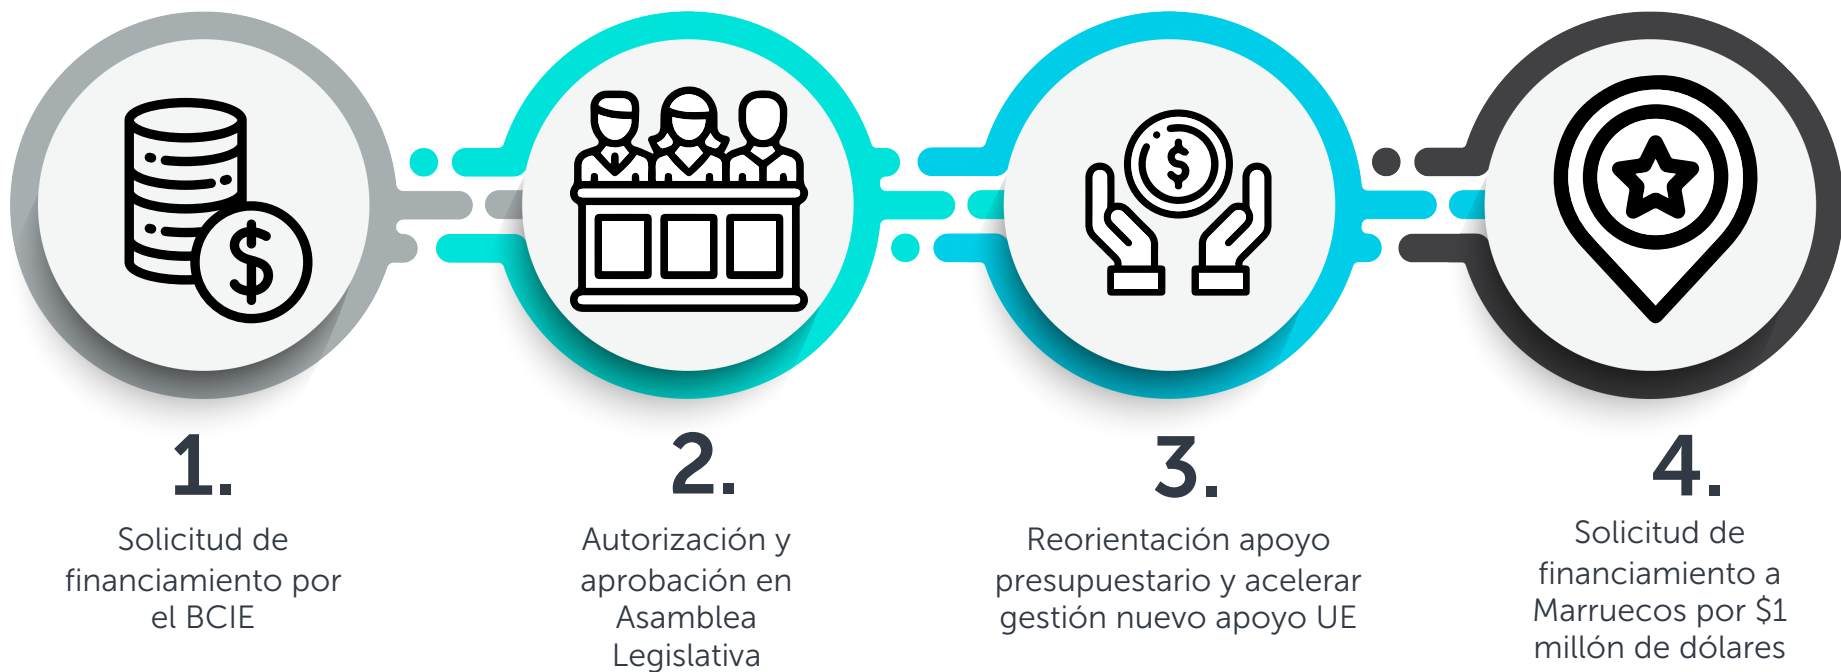 1.
Solicitud de
financiamiento por
el BCIE
2.
Autorización y
aprobación en
Asamblea
Legislativa
3.
Reorientación apoyo
presupuestario y acelerar
gestión nuevo apoyo UE
4.
Solicitud de
financiamiento a
Marruecos por $1
millón de dólares